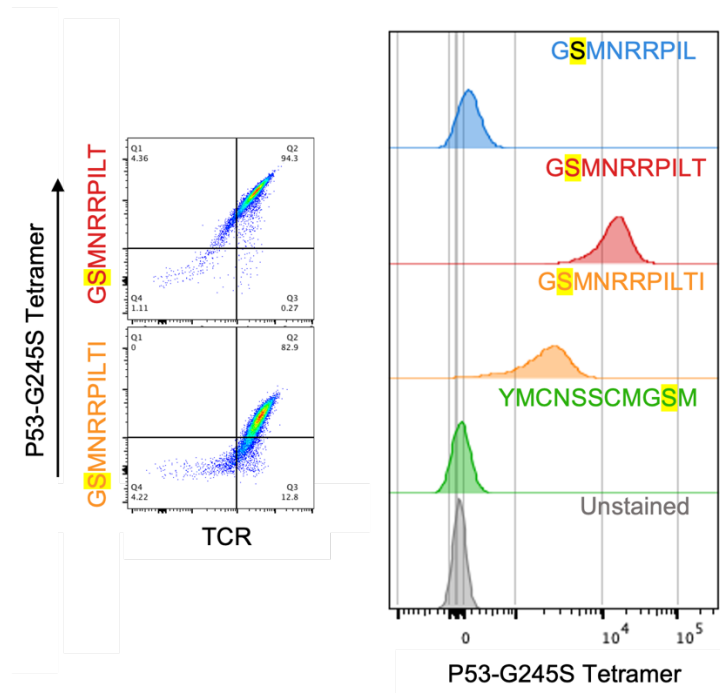 P53-G245S Tetramer
GSMNRRPILT
Q1
4.36
Q2
94.3
Q4
1.11
Q3
0.27
GSMNRRPILTI
Q1
0
Q2
82.9
Q4
4.22
Q3
12.8
TCR
GSMNRRPIL
GSMNRRPILT
GSMNRRPILTI
YMCNSSCMGSM
Unstained
0
10^4
10^5
P53-G245S Tetramer